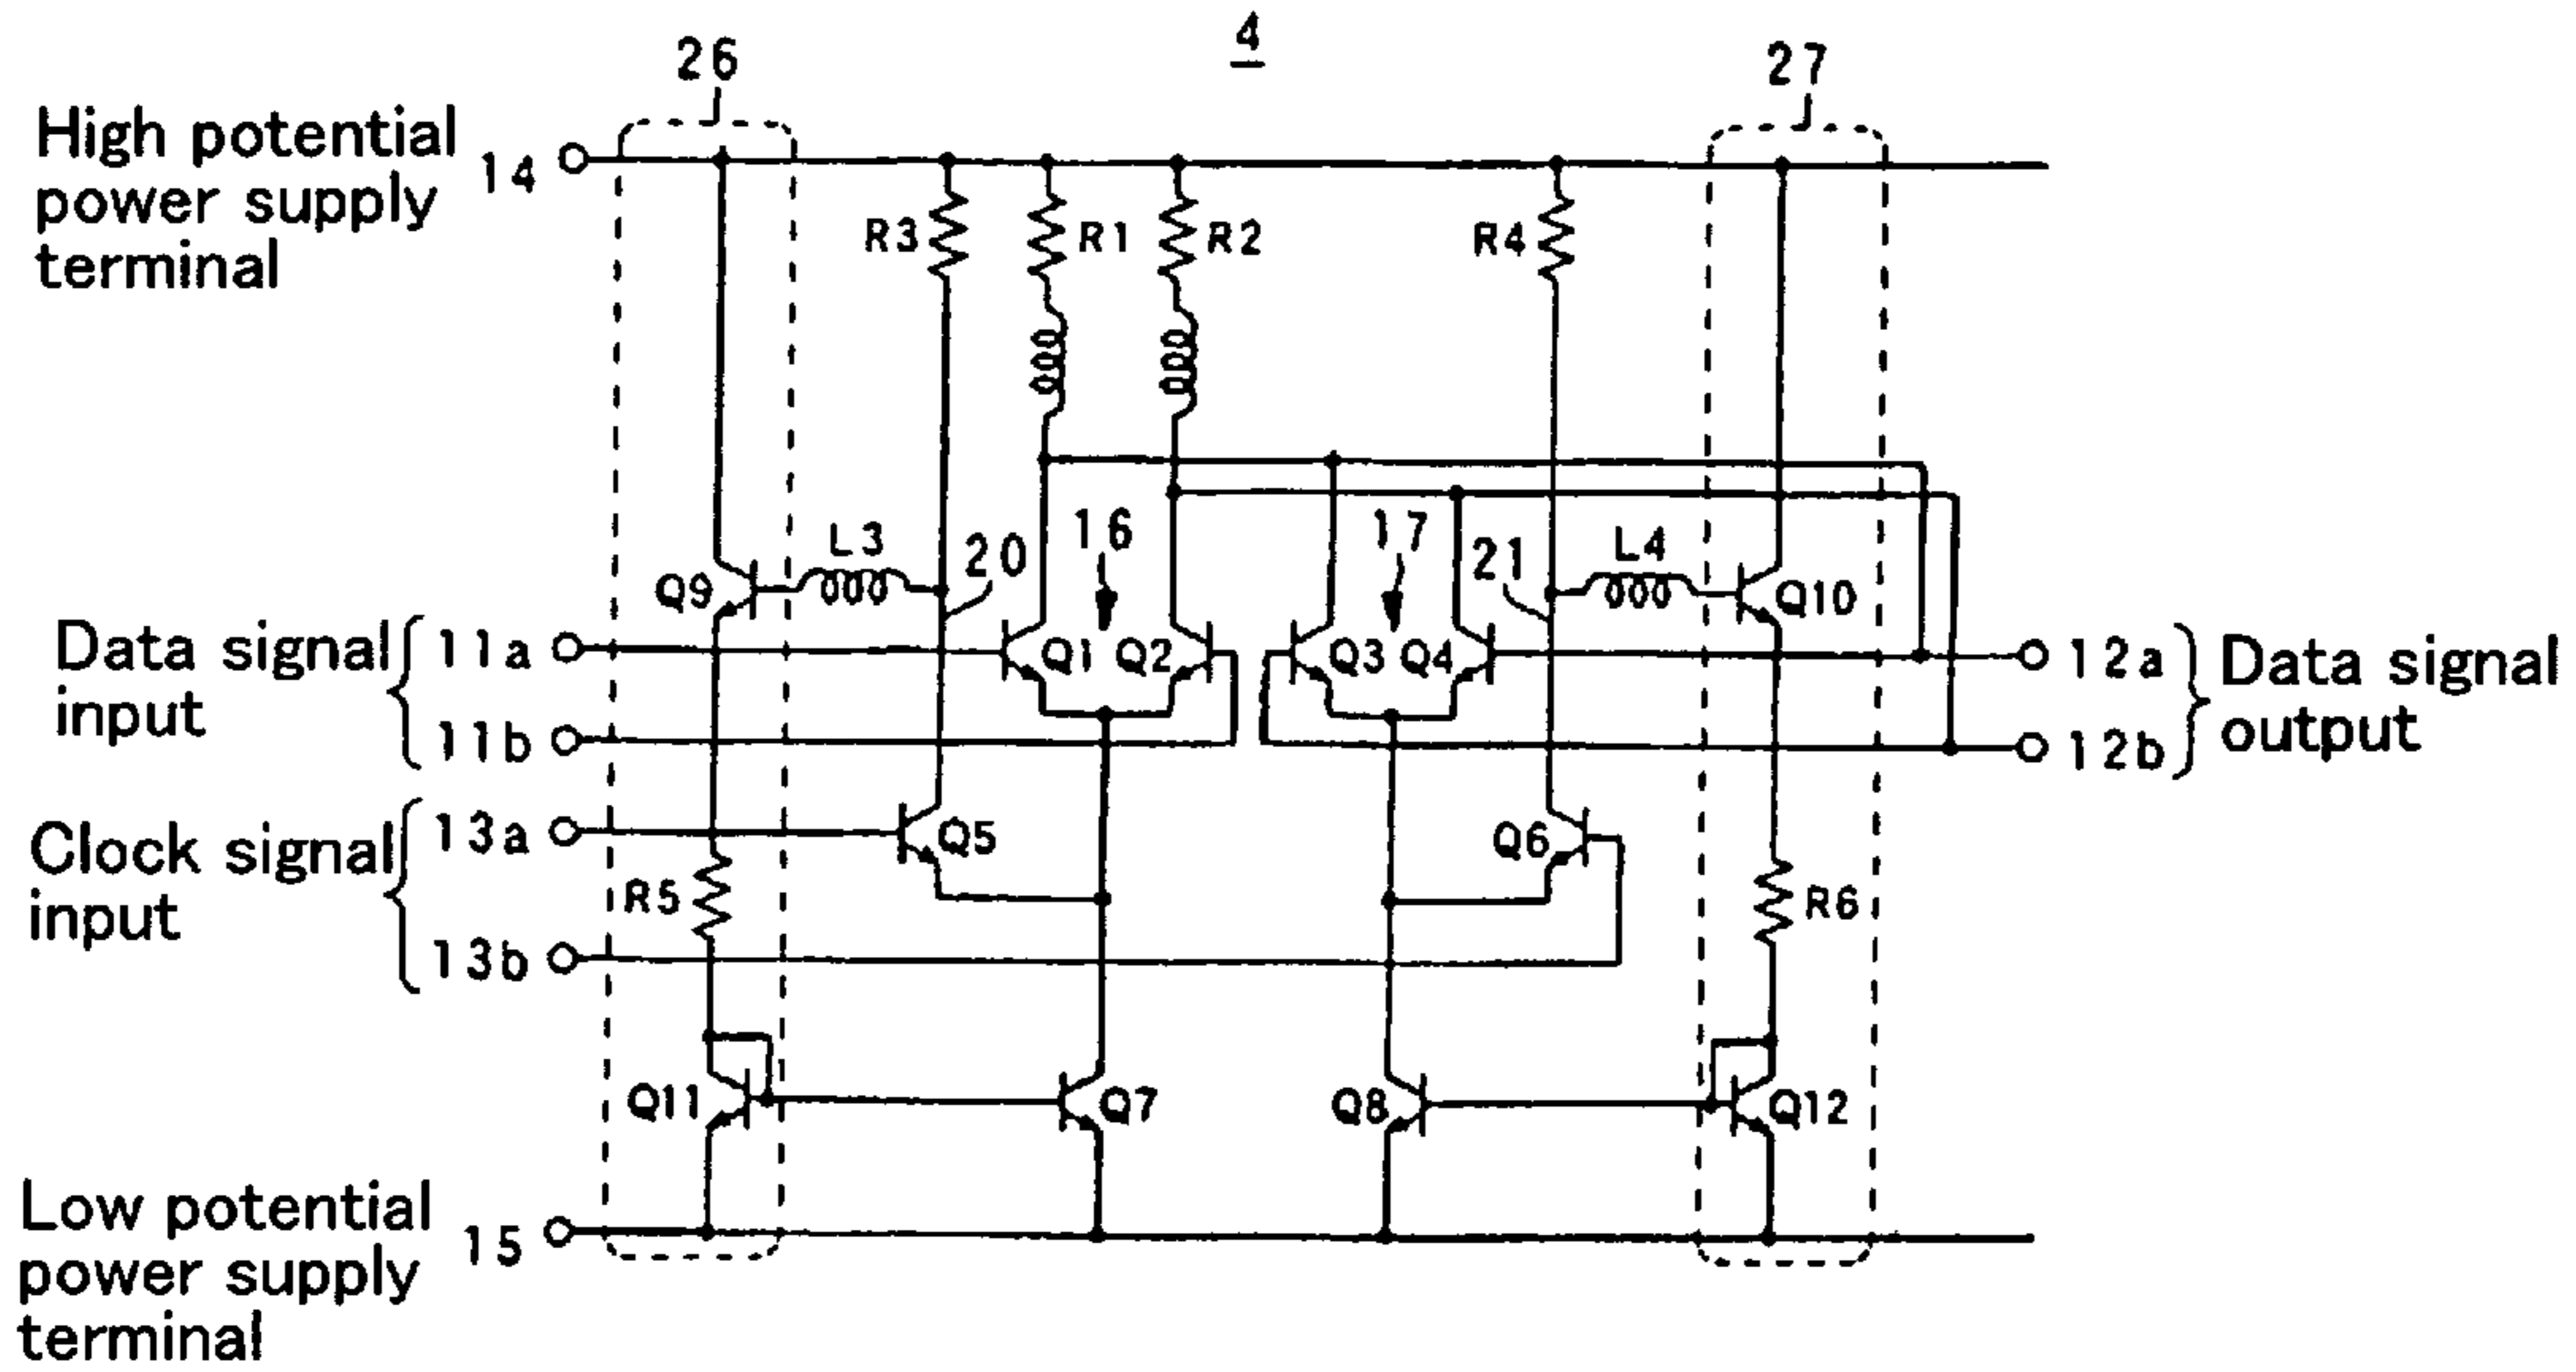 4
26
27
High potential
power supply
terminal
14
R3
R1
R2
R4
L3
20
16
17
21
L4
Q9
Q10
Data signal
input
11a
11b
Q1
Q2
Q3
Q4
12a
12b
Data signal
output
Clock signal
input
13a
13b
Q5
Q6
R5
R6
Q11
Q7
Q8
Q12
Low potential
power supply
terminal
15